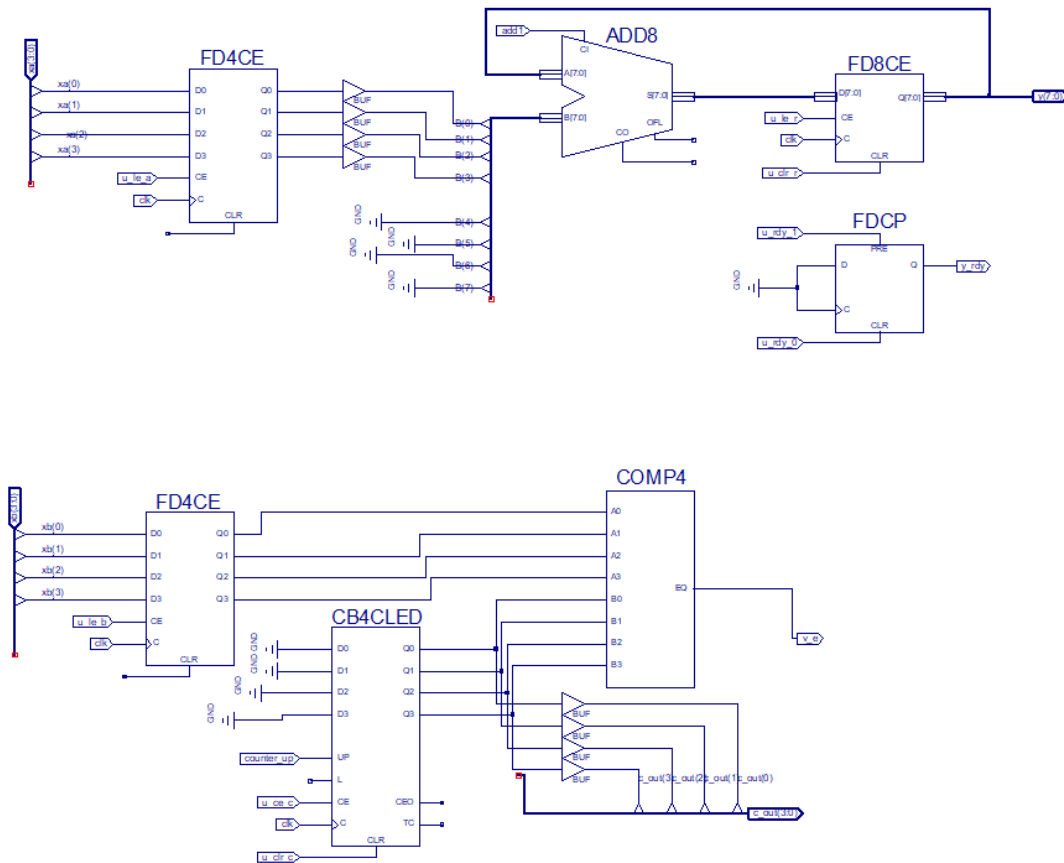 ADD8
add1
CI
FD4CE
FD8CE
xa(3:0)
xa(0)
D0
Q0
A[7:0]
xa(1)
D1
Q1
BUF
S[7:0]
D[7:0]
Q[7:0]
y(7:0)
xa(2)
D2
Q2
BUF
B(0)
B[7:0]
u_le_r
CE
xa(3)
D3
Q3
BUF
B(1)
OFL
CO
clk
C
BUF
B(2)
CLR
u_le_a
CE
B(3)
u_clr_r
clk
C
CLR
FDCP
GND
B(4)
u_rdy_1
PRE
GND
B(5)
GND
B(6)
D
Q
y_rdy
GND
B(7)
GND
C
CLR
u_rdy_0
COMP4
xb(3:0)
FD4CE
A0
xb(0)
D0
Q0
A1
xb(1)
D1
Q1
A2
xb(2)
D2
Q2
A3
xb(3)
D3
Q3
EQ
B0
u_le_b
CE
CB4CLED
B1
clk
C
v_e
B2
CLR
GND
D0
Q0
B3
GND
D1
Q1
GND
D2
Q2
GND
D3
Q3
BUF
BUF
counter_up
UP
BUF
L
BUF
c_out(3
c_out(2
c_out(1
c_out(0)
u_ce_c
CE
CEO
c_out(3:0)
clk
C
TC
CLR
u_clr_c